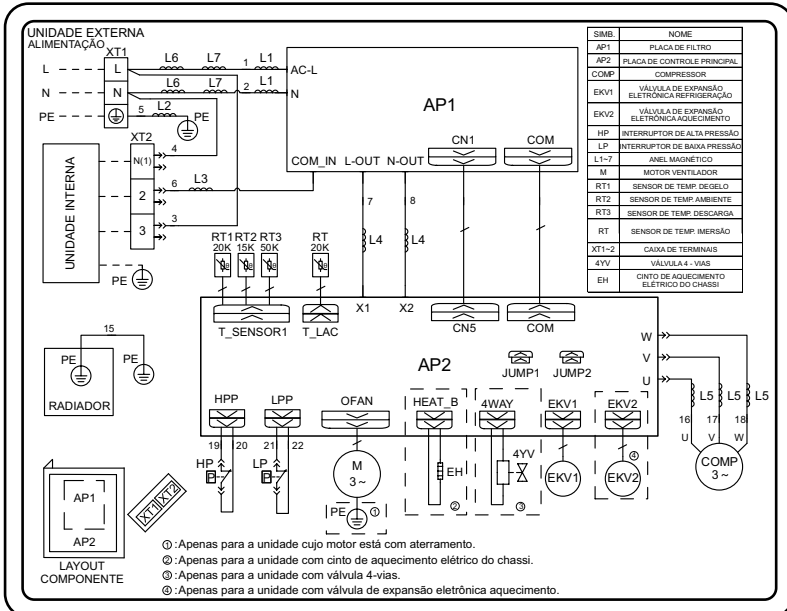 UNIDADE EXTERNA
ALIMENTAÇÃO
XT1
L
L
L6
L7
1
L1
AC-L
N
N
L6
L7
2
L1
N
PE
5
L2
PE
AP1
XT2
4
N(1)
2
6
L3
3
3
UNIDADE INTERNA
PE
COM_IN
L-OUT
N-OUT
CN1
COM
7
8
L4
L4
RT1
20K
RT2
15K
RT3
50K
RT
20K
T_SENSOR1
T_LAC
X1
X2
CN5
COM
AP2
JUMP1
JUMP2
W
V
U
L5
L5
L5
16
17
18
U
V
W
COMP
3~
15
PE
PE
RADIADOR
HPP
LPP
OFAN
HEAT_B
4WAY
EKV1
EKV2
19
20
21
22
HP
P
LP
P
M
3~
PE
①
EH
②
4YV
③
EKV1
④
EKV2
AP1
AP2
XT1
XT2
LAYOUT
COMPONENTE
①:Apenas para a unidade cujo motor está com aterramento.
②:Apenas para a unidade com cinto de aquecimento elétrico do chassi.
③:Apenas para a unidade com válvula 4-vias.
④:Apenas para a unidade com válvula de expansão eletrônica aquecimento.
SIMB. NOME
AP1 PLACA DE FILTRO
AP2 PLACA DE CONTROLE PRINCIPAL
COMP COMPRESSOR
EKV1 VÁLVULA DE EXPANSÃO
ELETRÔNICA REFRIGERAÇÃO
EKV2 VÁLVULA DE EXPANSÃO
ELETRÔNICA AQUECIMENTO
HP INTERRUPTOR DE ALTA PRESSÃO
LP INTERRUPTOR DE BAIXA PRESSÃO
L1~7 ANEL MAGNÉTICO
M MOTOR VENTILADOR
RT1 SENSOR DE TEMP. DEGELO
RT2 SENSOR DE TEMP. AMBIENTE
RT3 SENSOR DE TEMP. DESCARGA
RT SENSOR DE TEMP. IMERSÃO
XT1~2 CAIXA DE TERMINAIS
4YV VÁLVULA 4 - VIAS
EH CINTO DE AQUECIMENTO
ELÉTRICO DO CHASSI